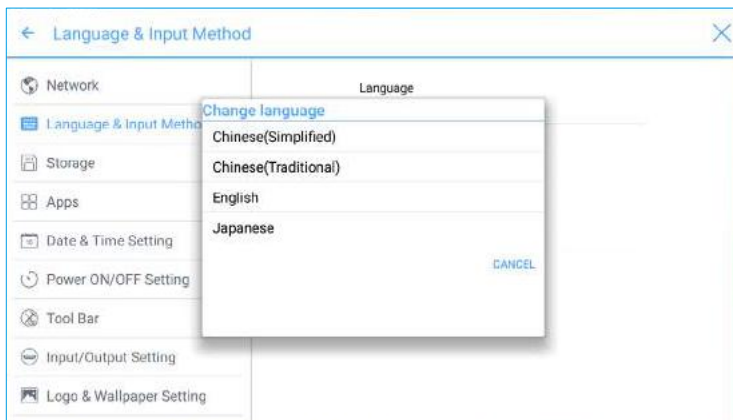 Language & Input Method
Network
Language & Input Metho
Storage
Apps
Date & Time Setting
Power ON/OFF Setting
Tool Bar
Input/Output Setting
Logo & Wallpaper Setting
Language
Change language
Chinese(Simplified)
Chinese(Traditional)
English
Japanese
CANCEL